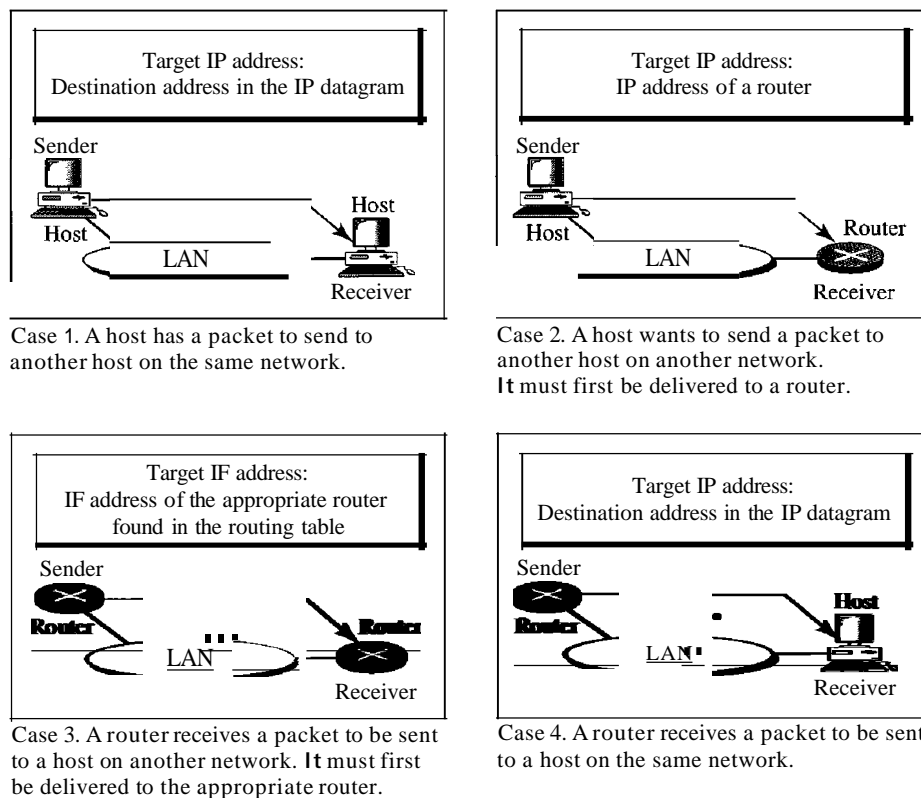 Target IP address:
Destination address in the IP datagram
Sender
Host
Host
LAN
Receiver
Case 1. A host has a packet to send to
another host on the same network.
Target IP address:
IP address of a router
Sender
Host
Router
LAN
Receiver
Case 2. A host wants to send a packet to
another host on another network.
It must first be delivered to a router.
Target IF address:
IF address of the appropriate router
found in the routing table
Sender
Router
Router
LAN
Receiver
Case 3. A router receives a packet to be sent
to a host on another network. It must first
be delivered to the appropriate router.
Target IP address:
Destination address in the IP datagram
Sender
Host
Router
LAN
Receiver
Case 4. A router receives a packet to be sent
to a host on the same network.